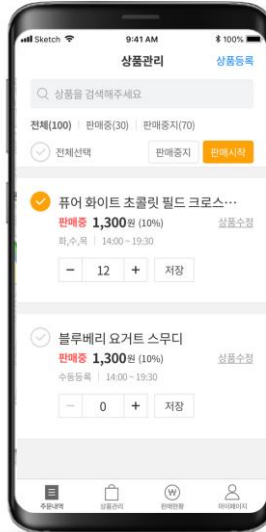 Sketch 9:41 AM 100%
상품관리 상품등록
상품을 검색해주세요
전체(100) 판매중(30) 판매중지(70)
전체선택 판매중지 판매시작
퓨어 화이트 초콜릿 필드 크로스…
판매중 1,300원 (10%) 상품수정
화,수,목 14:00 ~ 19:30
− 12 + 저장
블루베리 요거트 스무디
판매중 1,300원 (10%) 상품수정
수동등록 14:00 ~ 19:30
− 0 + 저장
주문내역 상품관리 판매현황 마이페이지